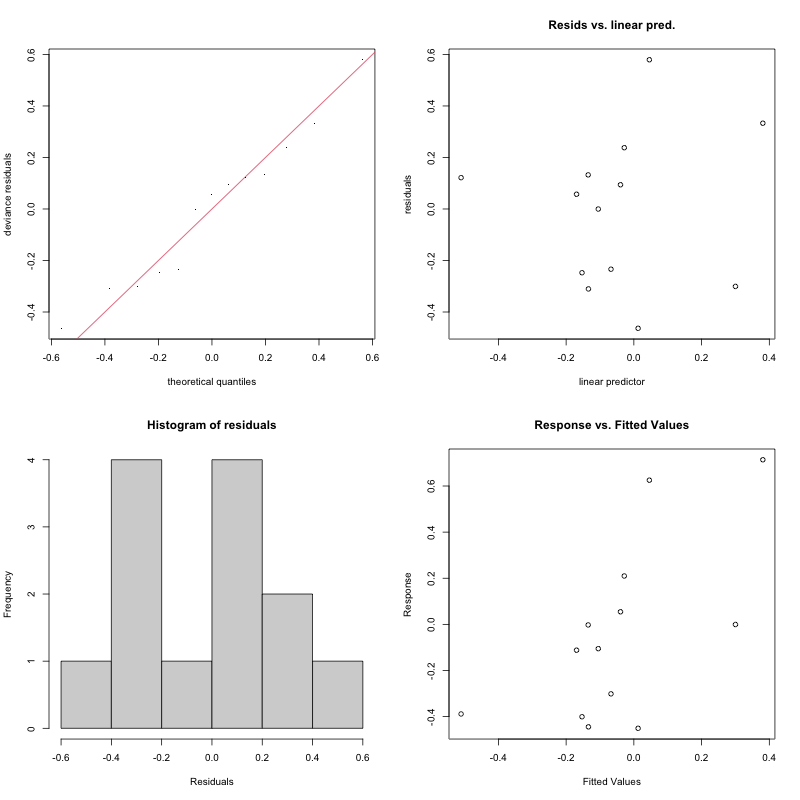 deviance residuals
-0.4 -0.2 0.0 0.2 0.4 0.6
-0.6 -0.4 -0.2 0.0 0.2 0.4 0.6
theoretical quantiles
Resids vs. linear pred.
residuals
-0.4 -0.2 0.0 0.2 0.4 0.6
-0.4 -0.2 0.0 0.2 0.4
linear predictor
Histogram of residuals
Frequency
0 1 2 3 4
-0.6 -0.4 -0.2 0.0 0.2 0.4 0.6
Residuals
Response vs. Fitted Values
Response
-0.4 -0.2 0.0 0.2 0.4 0.6
-0.4 -0.2 0.0 0.2 0.4
Fitted Values